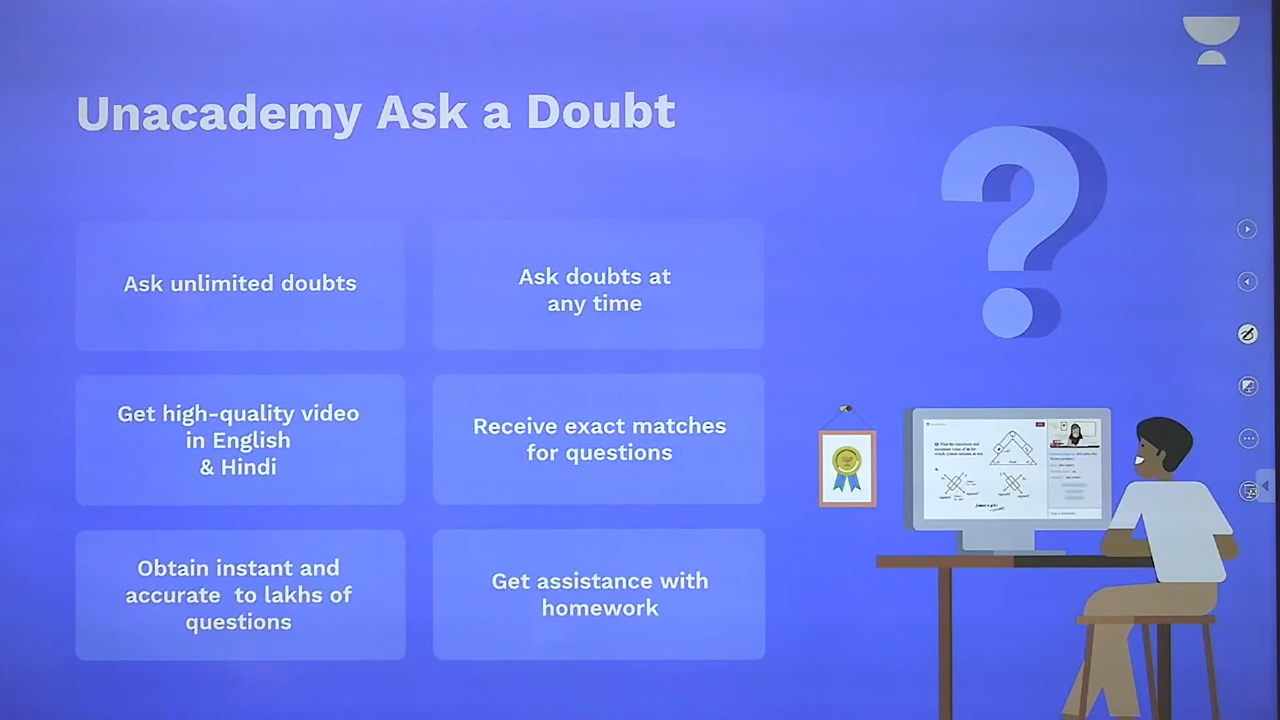 Unacademy Ask a Doubt
Ask unlimited doubts
Ask doubts at
any time
Get high-quality video
in English
& Hindi
Receive exact matches
for questions
Obtain instant and
accurate to lakhs of
questions
Get assistance with
homework